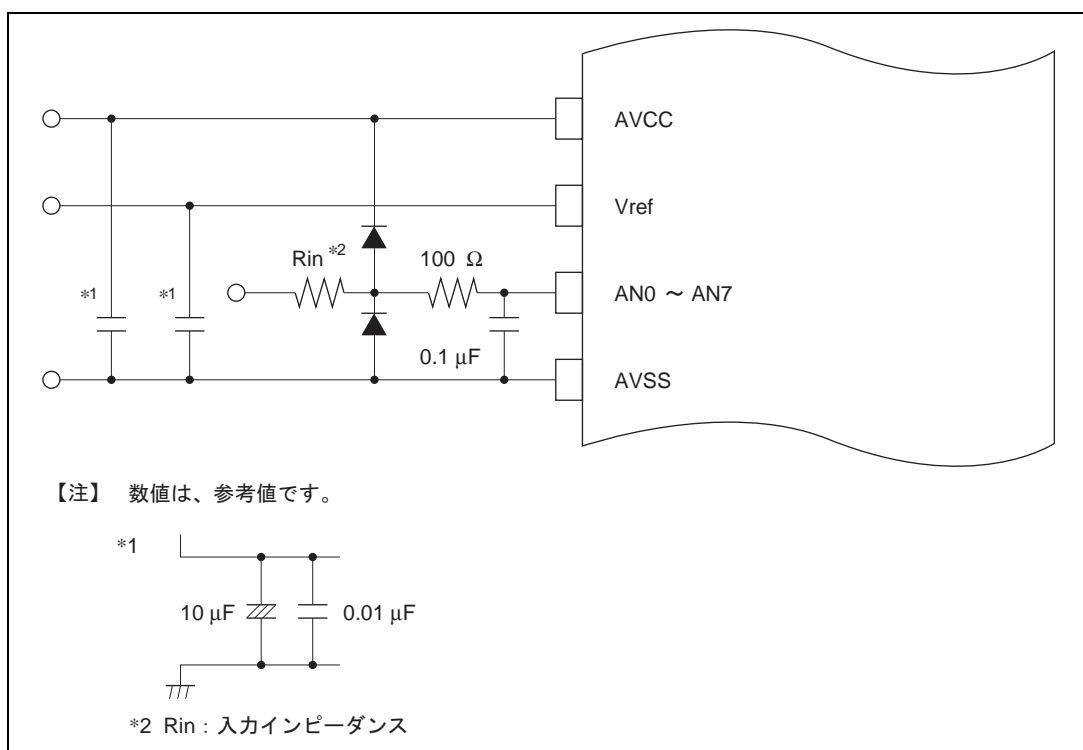 AVCC
Vref
Rin *2
100 Ω
*1
*1
AN0 ～ AN7
0.1 μF
AVSS
【注】 数値は、参考値です。
*1
10 μF
0.01 μF
*2 Rin : 入力インピーダンス